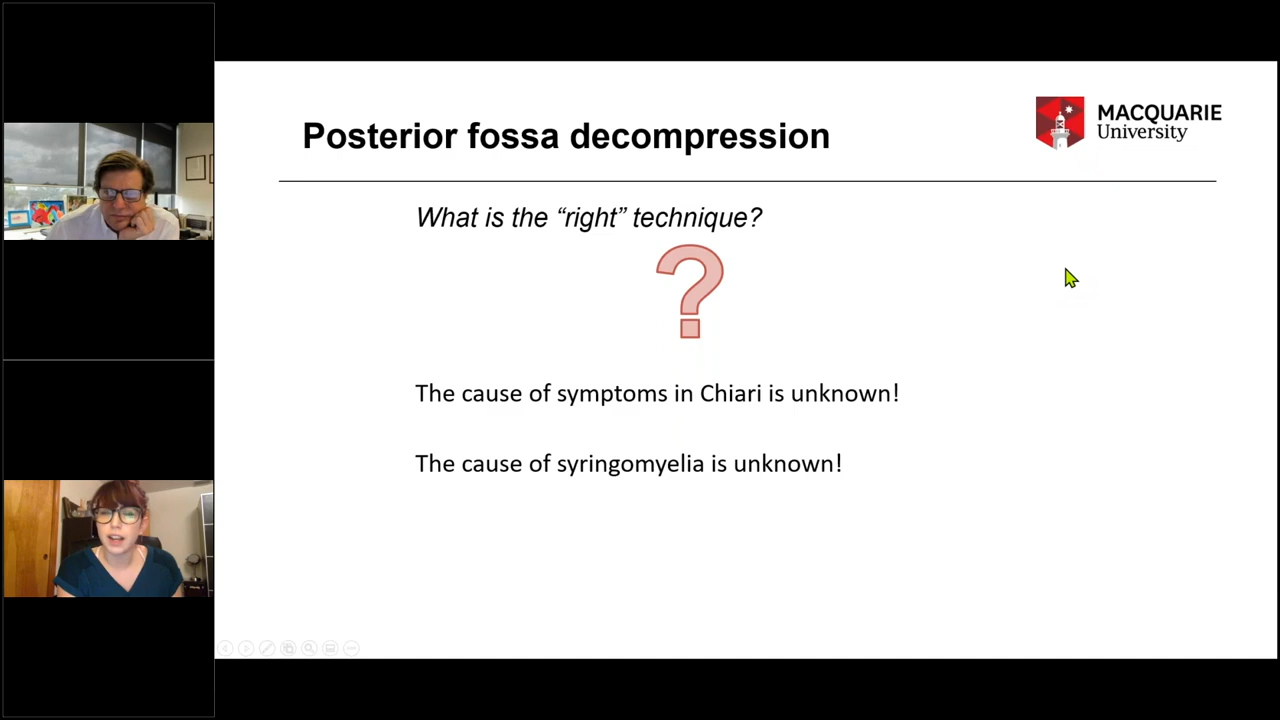 Posterior fossa decompression
MACQUARIE
University
What is the “right” technique?
?
The cause of symptoms in Chiari is unknown!
The cause of syringomyelia is unknown!